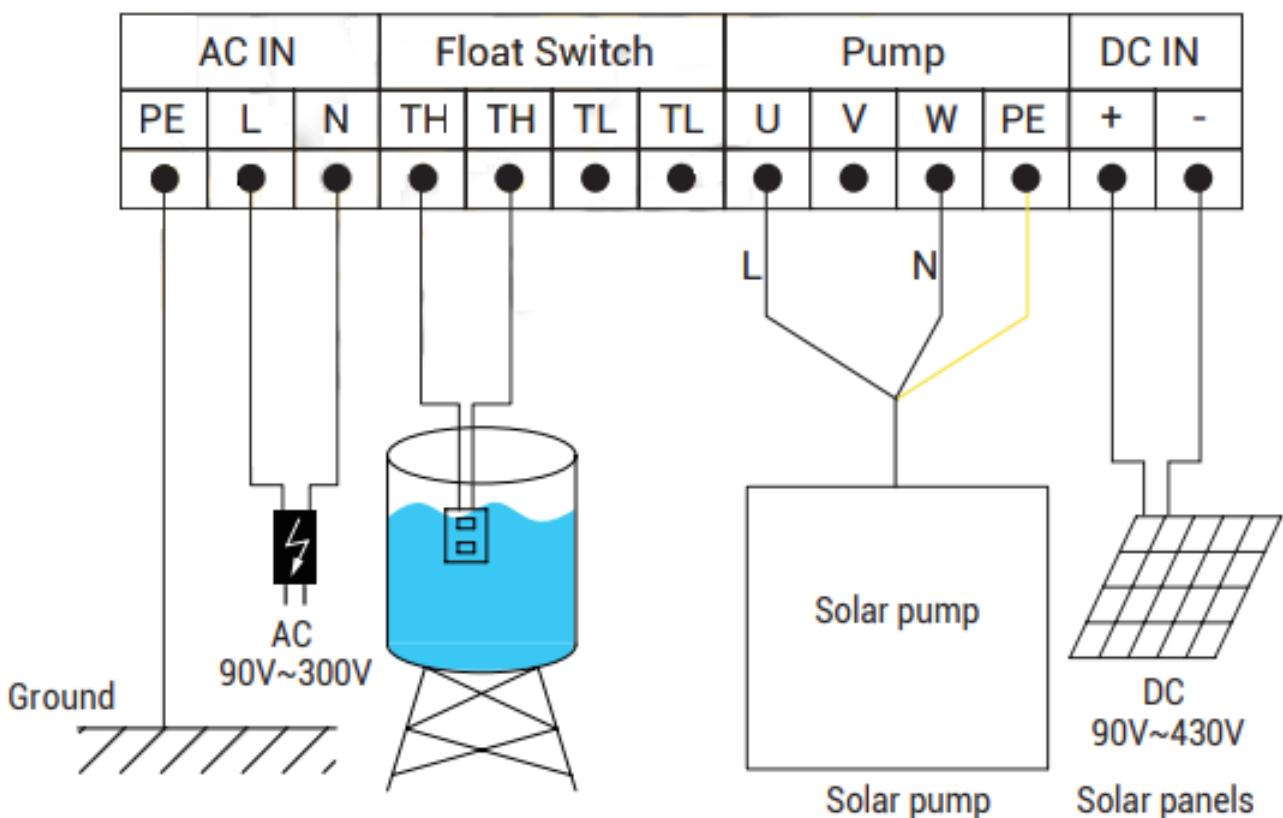 AC IN Float Switch Pump DC IN
PE L N TH TH TL TL U V W PE + -
L N
Solar pump
AC
90V~300V
Ground
DC
90V~430V
Solar pump Solar panels